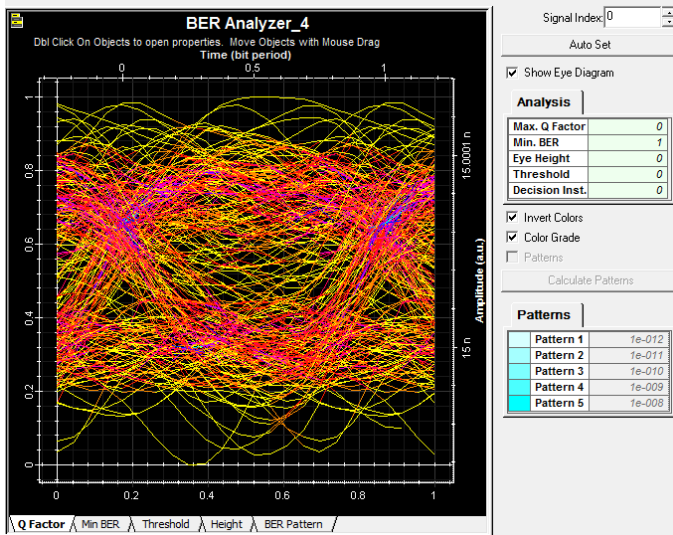 BER Analyzer_4
Dbl Click On Objects to open properties. Move Objects with Mouse Drag
Time (bit period)
0 0.5 1
1
0.8
0.6
0.4
0.2
0
15.0001 n
Amplitude (a.u.)
15 n
0 0.2 0.4 0.6 0.8 1
Q Factor Min BER Threshold Height BER Pattern
Signal Index: 0
Auto Set
Show Eye Diagram
Analysis
Max. Q Factor 0
Min. BER 1
Eye Height 0
Threshold 0
Decision Inst. 0
Invert Colors
Color Grade
Patterns
Calculate Patterns
Patterns
Pattern 1 1e-012
Pattern 2 1e-011
Pattern 3 1e-010
Pattern 4 1e-009
Pattern 5 1e-008